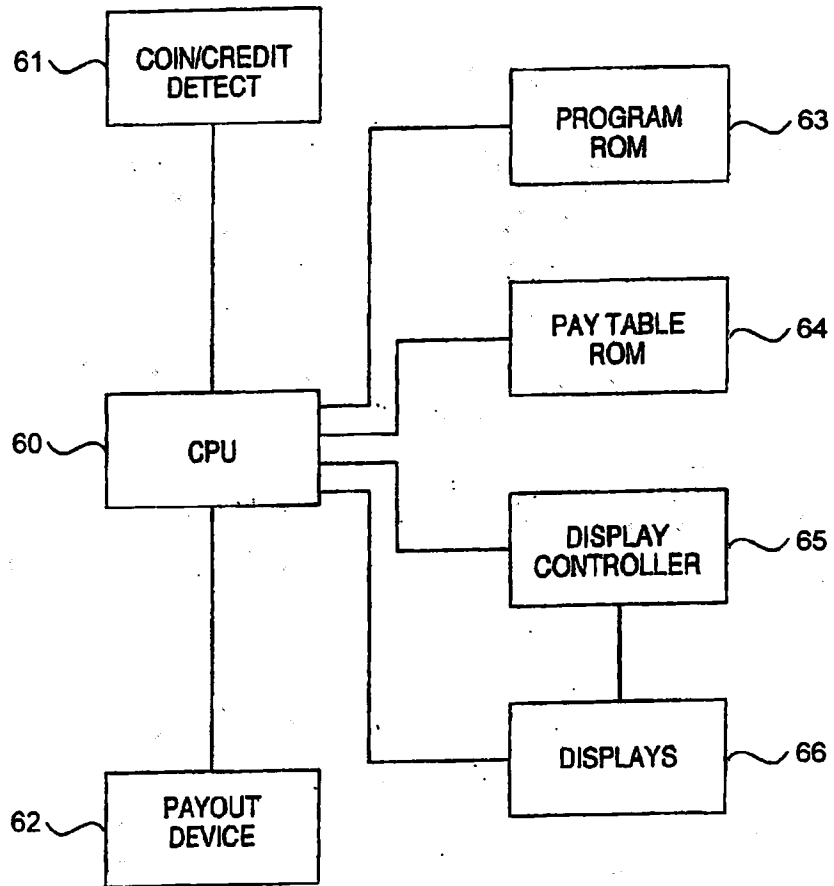 61
COIN/CREDIT
DETECT
PROGRAM
ROM
63
PAY TABLE
ROM
64
60
CPU
DISPLAY
CONTROLLER
65
DISPLAYS
66
62
PAYOUT
DEVICE